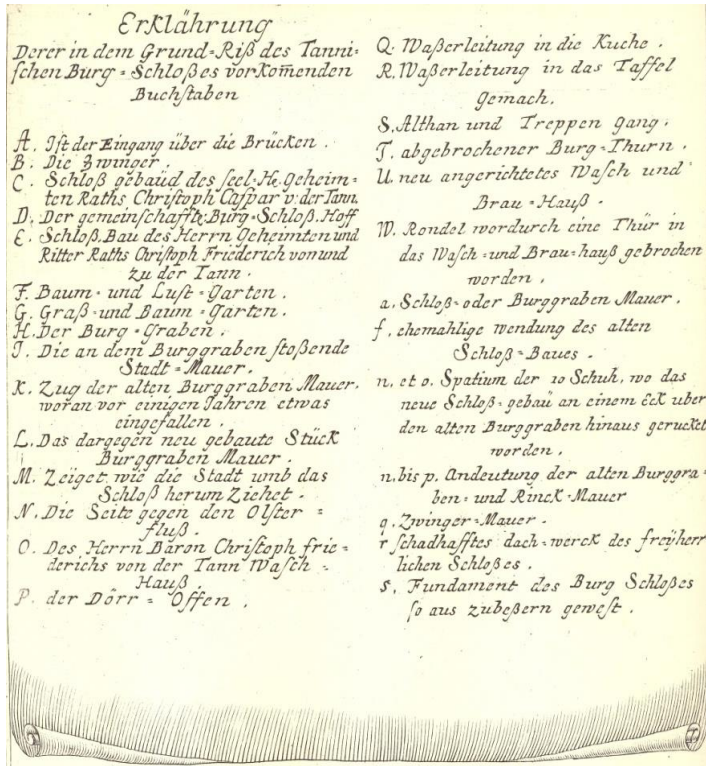 Erklährung
Derer in dem Grund=Riß des Tanni=
schen Burg=Schloßes vorkom̄enden
Buchstaben
A. Ist der Eingang über die Brücken.
B. Die Zwinger.
C. Schloß gebäud des seel: H: Geheim=
ten Raths Christoph Caspar v: der Tann.
D. Der gemeinschaffte: Burg=Schloß, Hoff
E. Schloß, Bau des Herrn Geheimten und
Ritter Raths Christoph Friederich von und
zu der Tann.
F. Baum= und Lust=Garten.
G. Graß= und Baum=Garten.
H. Der Burg=Graben.
J. Die an dem Burggraben stoßende
Stadt=Mauer.
K. Zug der alten Burggraben Mauer,
woran vor einigen Jahren etwas
eingefallen.
L. Das dargegen neu gebaute Stück
Burggraben Mauer.
M. Zeiget wie die Stadt umb das
Schloß herum Ziehet.
N. Die Seite gegen den Olster=
fluß.
O. Des Herrn Baron Christoph frie=
derichs von der Tann Wasch=
Hauß.
P. der Dörr=Offen.
Q. Waßerleitung in die Kuche.
R. Waßerleitung in das Taffel
Gemach.
S. Althan und Treppen gang.
T. abgebrochener Burg=Thurn.
U. neu angerichtetes Wasch und
Brau=Hauß.
W. Rondel wordurch eine Thür in
das Wasch=und Brau=hauß gebrochen
worden.
a. Schloß=oder Burggraben Mauer.
f. ehemahlige wendung des alten
Schloß=Baues.
n. et o. Spatium der 10 Schuh, wo das
neue Schloß=gebäu an einem Eck uber
den alten Burggraben hinaus gerucket
worden.
n. bis p. Andeutung der alten Burggra=
ben=und Rinck=Mauer
q. Zwinger=Mauer.
r schadhafftes dach=werck des freyherr
lichen Schloßes.
s. Fundament des Burg Schloßes
so aus zubeßern gewest.